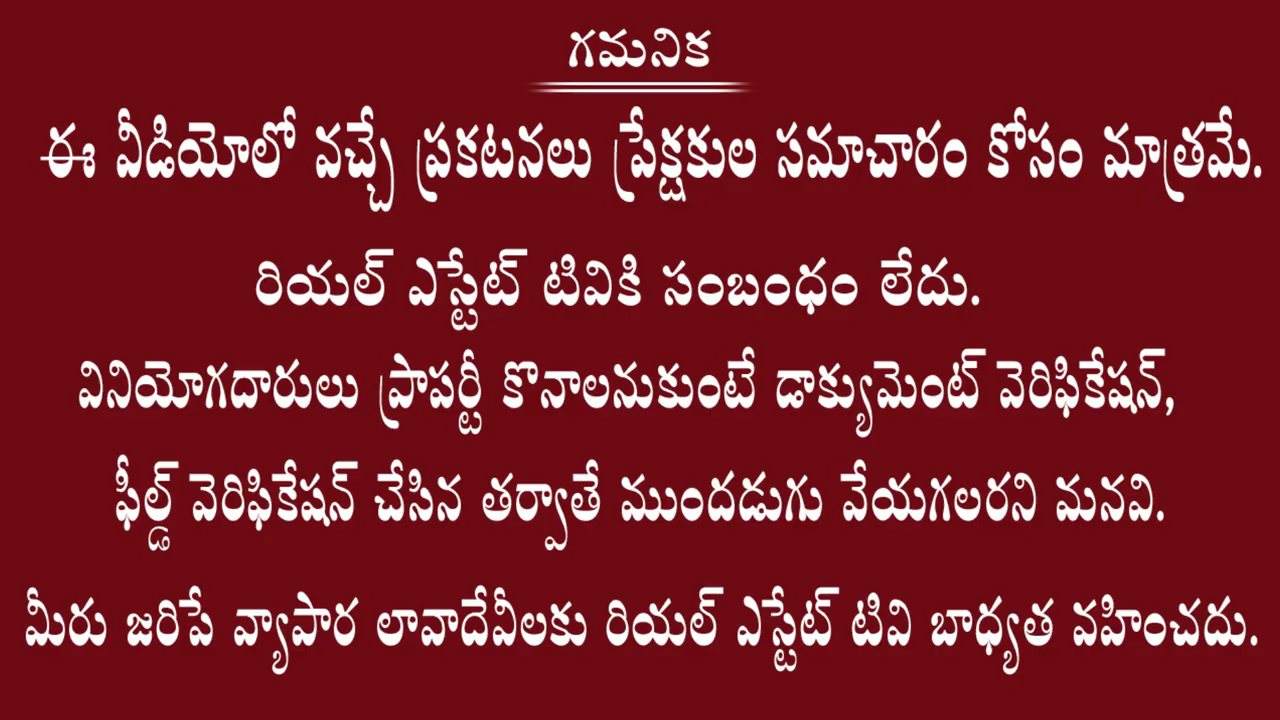 గమనిక
ఈ వీడియోలో వచ్చే ప్రకటనలు ప్రేక్షకుల సమాచారం కోసం మాత్రమే.
రియల్ ఎస్టేట్ టివికి సంబంధం లేదు.
వినియోగదారులు ప్రాపర్టీ కొనాలనుకుంటే డాక్యుమెంట్ వెరిఫికేషన్,
ఫీల్డ్ వెరిఫికేషన్ చేసిన తర్వాతే ముందడుగు వేయగలరని మనవి.
మీరు జరిపే వ్యాపార లావాదేవీలకు రియల్ ఎస్టేట్ టివి బాధ్యత వహించదు.